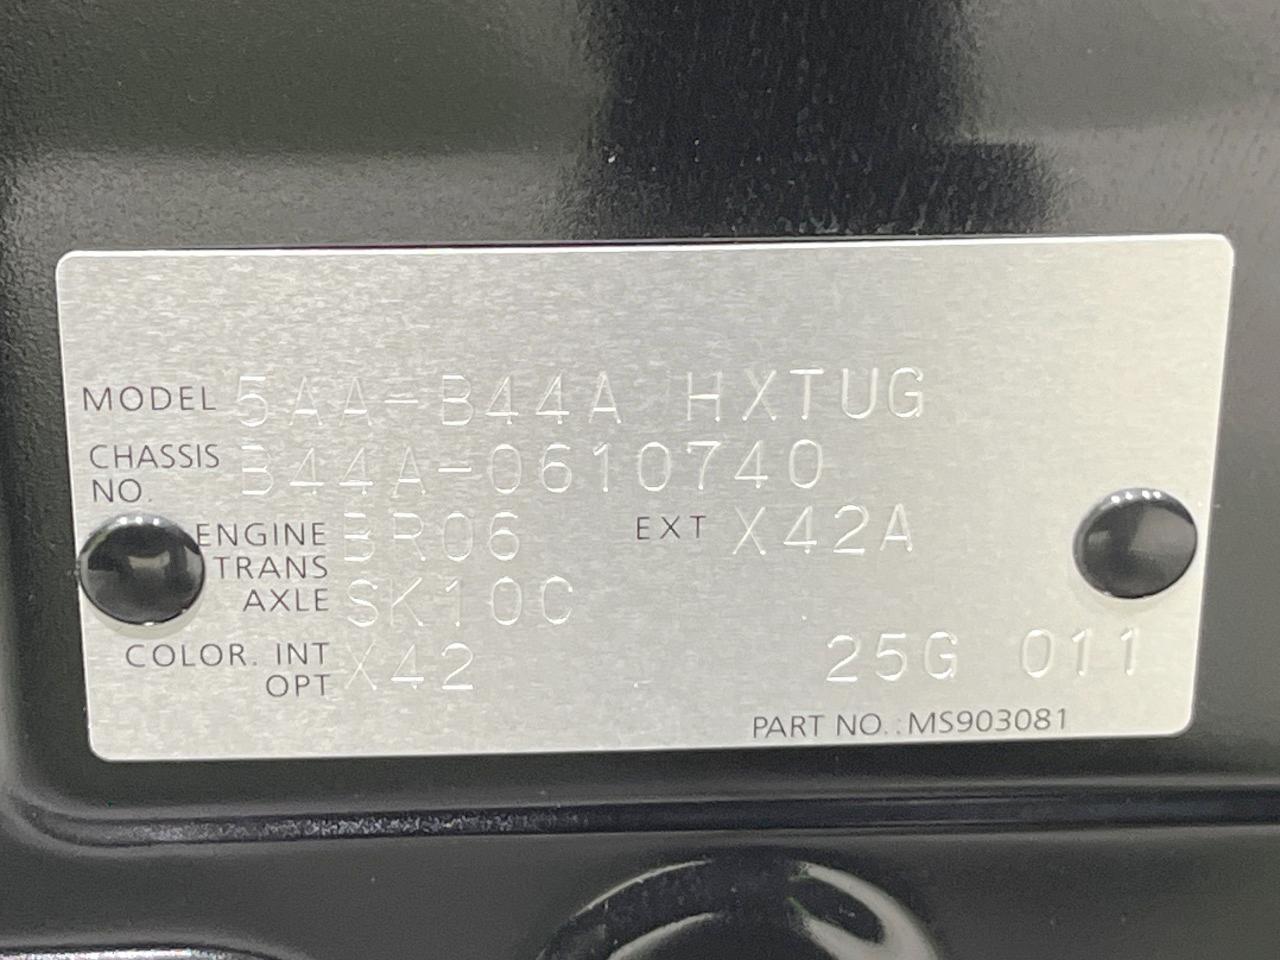 MODEL 5AA-B44A HXTUG
CHASSIS NO. B44A-0610740
ENGINE BR06 EXT X42A
TRANS AXLE SK10C
COLOR. INT X42 25G 011
OPT
PART NO.:MS903081